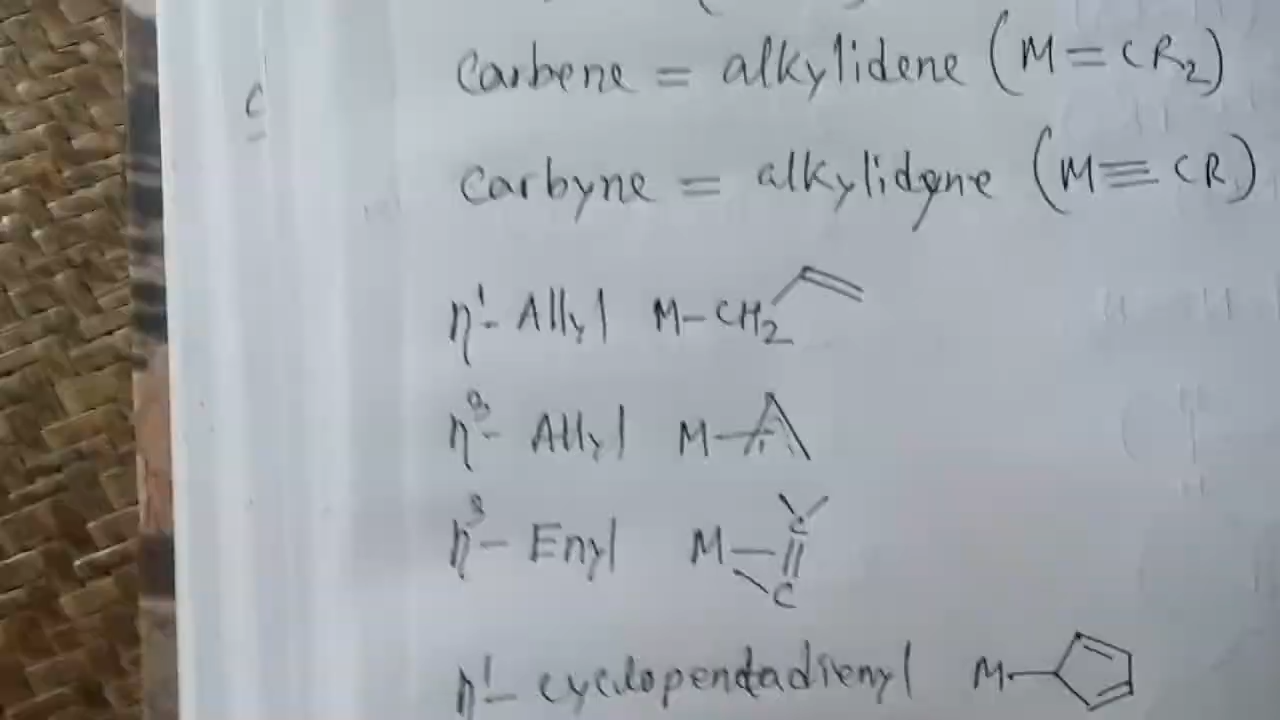 c
carbene = alkylidene (M=CR₂)
carbyne = alkylidyne (M≡CR)
η¹- Allyl M-CH₂
η³- Allyl M-
η³- Enyl M- C C
η¹- cyclopentadienyl M-